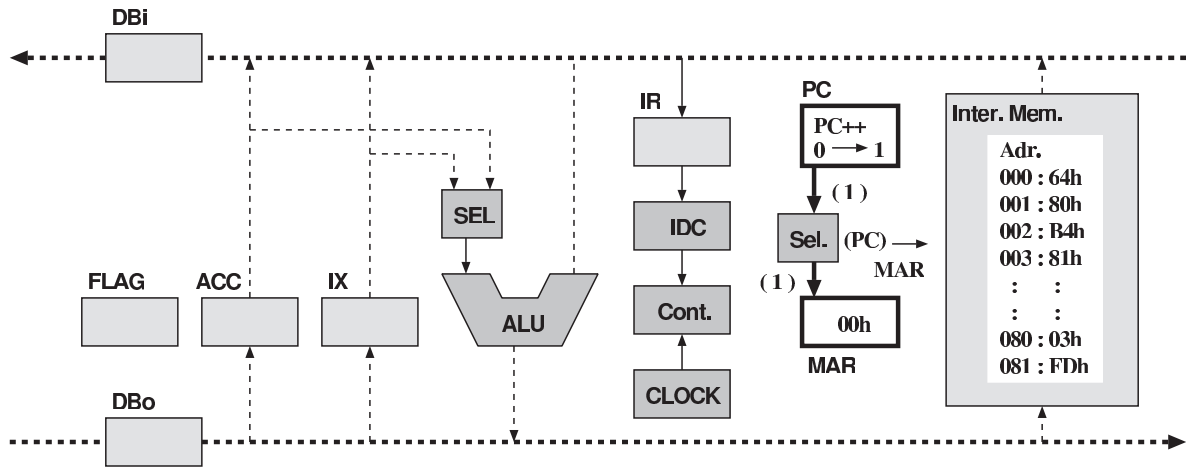 DBi
IR
PC
PC++
0 → 1
(1)
Inter. Mem.
Adr.
000 : 64h
001 : 80h
002 : B4h
003 : 81h
:    :
:    :
080 : 03h
081 : FDh
SEL
IDC
Sel.
(PC) →
MAR
(1)
FLAG
ACC
IX
ALU
Cont.
00h
MAR
CLOCK
DBo